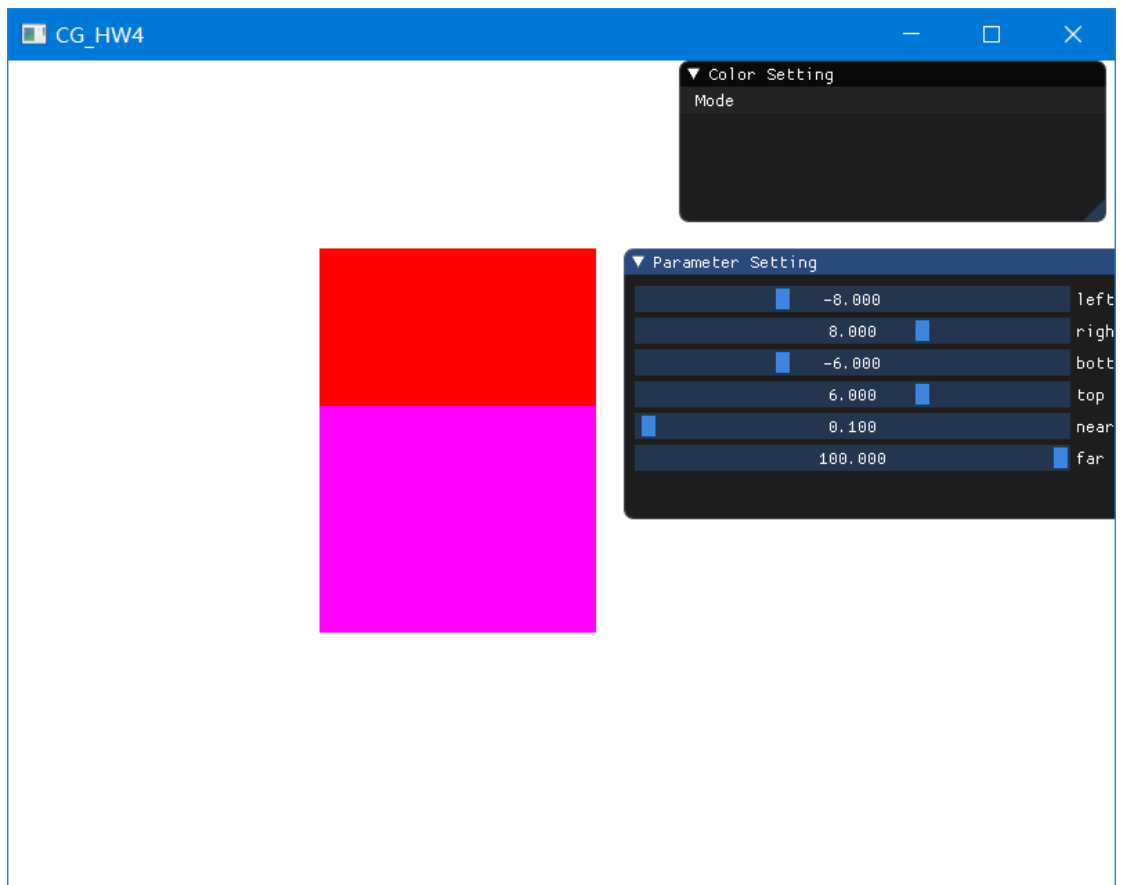 CG_HW4
Color Setting
Mode
Parameter Setting
-8.000 left
8.000 righ
-6.000 bott
6.000 top
0.100 near
100.000 far